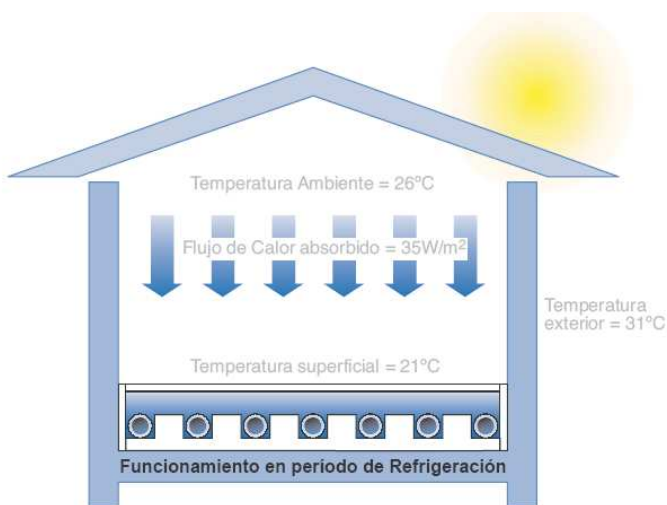 Temperatura Ambiente = 26ºC
Flujo de Calor absorbido = 35W/m²
Temperatura
exterior = 31ºC
Temperatura superficial = 21ºC
Funcionamiento en período de Refrigeración